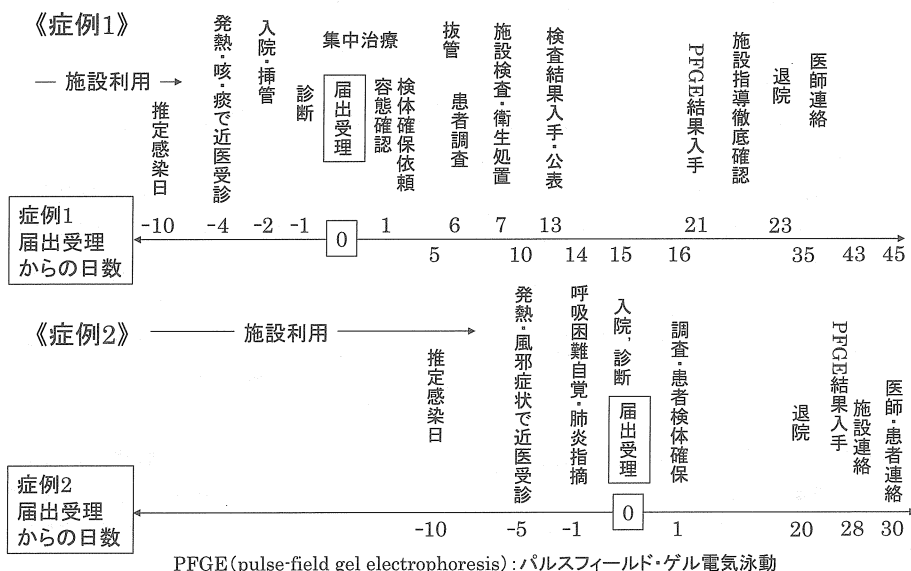 《症例1》
施設利用
推定感染日
発熱・咳・痰で近医受診
入院・挿管
診断
集中治療
届出受理
容態確認
検体確保依頼
抜管
患者調査
施設検査・衛生処置
検査結果入手・公表
PFGE結果入手
施設指導徹底確認
退院
医師連絡
症例1
届出受理
からの日数
-10 -4 -2 -1 0 1 6 7 13 21 23
5 10 14 15 16 35 43 45
《症例2》
施設利用
推定感染日
発熱・風邪症状で近医受診
呼吸困難自覚・肺炎指摘
入院,診断
届出受理
調査・患者検体確保
退院
PFGE結果入手
施設連絡
医師・患者連絡
症例2
届出受理
からの日数
-10 -5 -1 0 1 20 28 30
PFGE(pulse-field gel electrophoresis):パルスフィールド・ゲル電気泳動